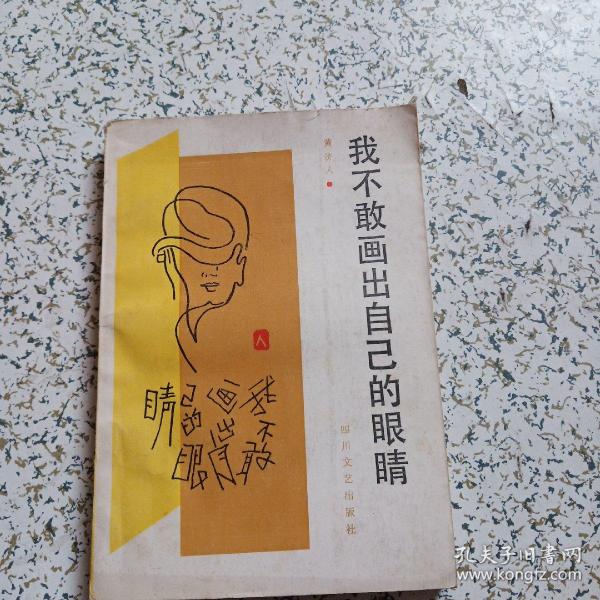 黄济人
我不敢画出自己的眼睛
四川文艺出版社
人
我不敢
画出自
己的眼
睛
孔夫子旧书网
www.kongfz.com